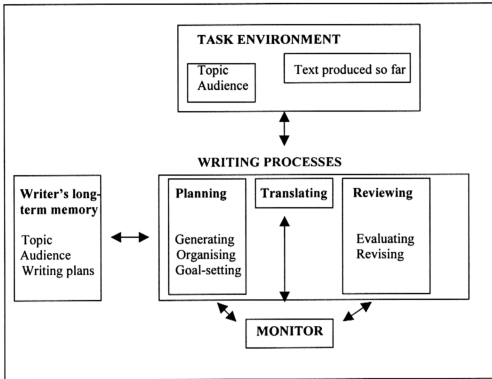 TASK ENVIRONMENT
Topic
Audience
Text produced so far
WRITING PROCESSES
Writer's long-
term memory
Topic
Audience
Writing plans
Planning
Generating
Organising
Goal-setting
Translating
Reviewing
Evaluating
Revising
MONITOR